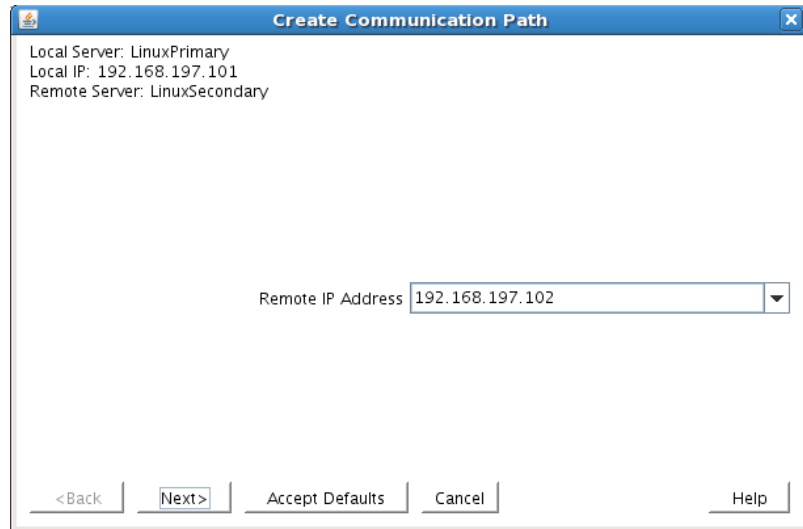 Create Communication Path
Local Server: LinuxPrimary
Local IP: 192.168.197.101
Remote Server: LinuxSecondary
Remote IP Address 192.168.197.102
<Back Next> Accept Defaults Cancel Help